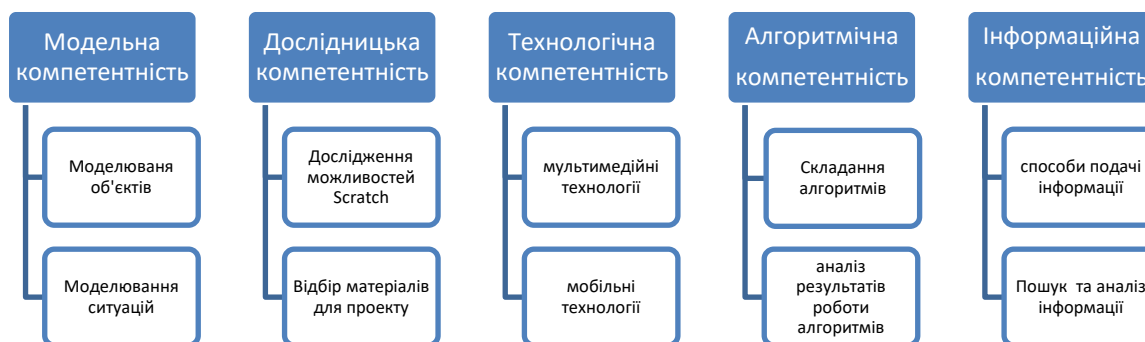 Модельна
компетентність
Моделюваня
об'єктів
Моделювання
ситуацій
Дослідницька
компетентність
Дослідження
можливостей
Scratch
Відбір матеріалів
для проекту
Технологічна
компетентність
мультимедійні
технології
мобільні
технології
Алгоритмічна
компетентність
Складання
алгоритмів
аналіз
результатів
роботи
алгоритмів
Інформаційна
компетентність
способи подачі
інформації
Пошук та аналіз
інформації